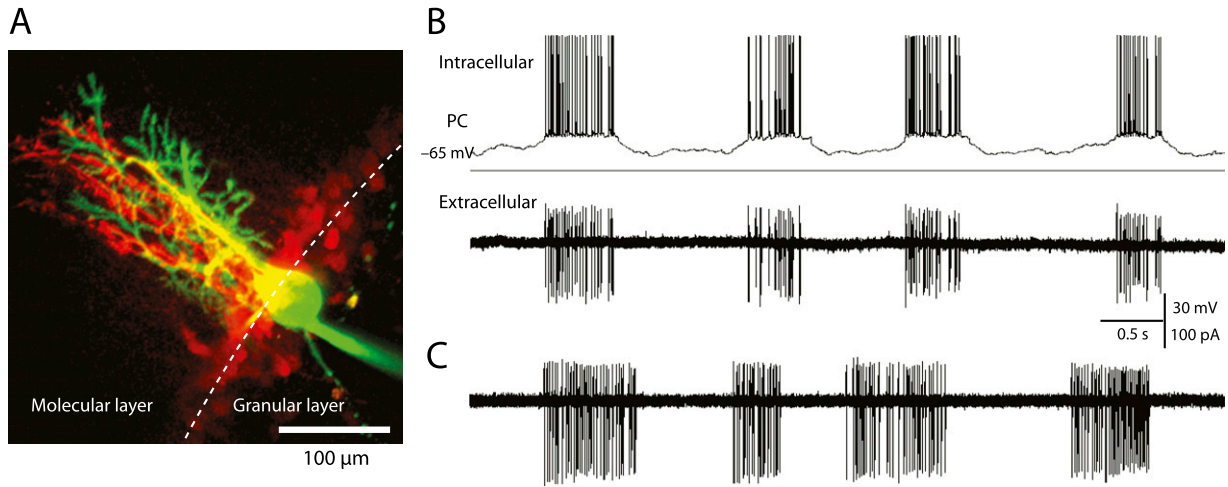 A
Molecular layer
Granular layer
100 µm
B
Intracellular
PC
–65 mV
Extracellular
30 mV
0.5 s
100 pA
C